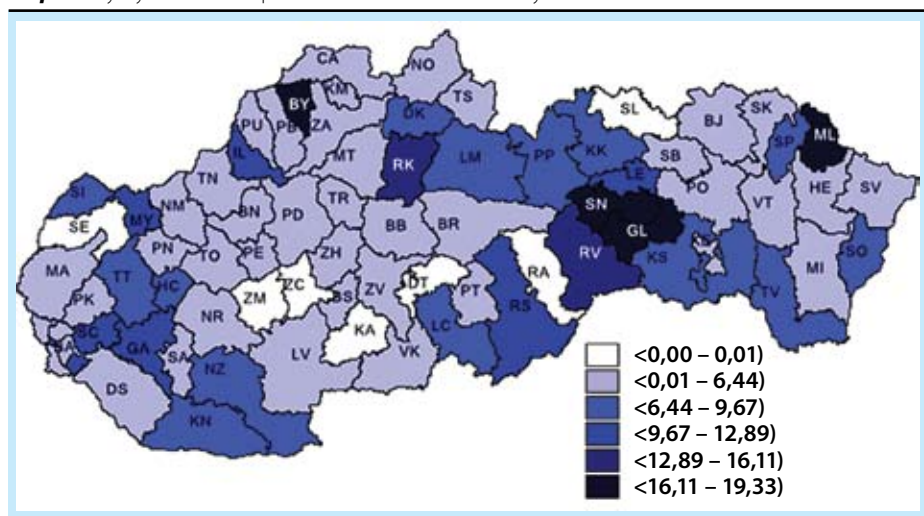 CA
NO
KM
TS
BY
PU
PB
ZA
DK
SL
BJ
SK
ML
IL
MT
RK
LM
PP
KK
SP
SB
LE
SI
MY
NM
TN
BN
PD
TR
PO
VT
HE
SV
SE
PN
TO
PE
ZH
BB
BR
SN
GL
RV
MA
TT
HC
ZM
ZC
ZV
DT
PT
RA
KS
MI
SO
PK
NR
BS
KA
LC
RS
TV
SC
GA
SA
LV
VK
DS
NZ
KN
<0,00 – 0,01)
<0,01 – 6,44)
<6,44 – 9,67)
<9,67 – 12,89)
<12,89 – 16,11)
<16,11 – 19,33)